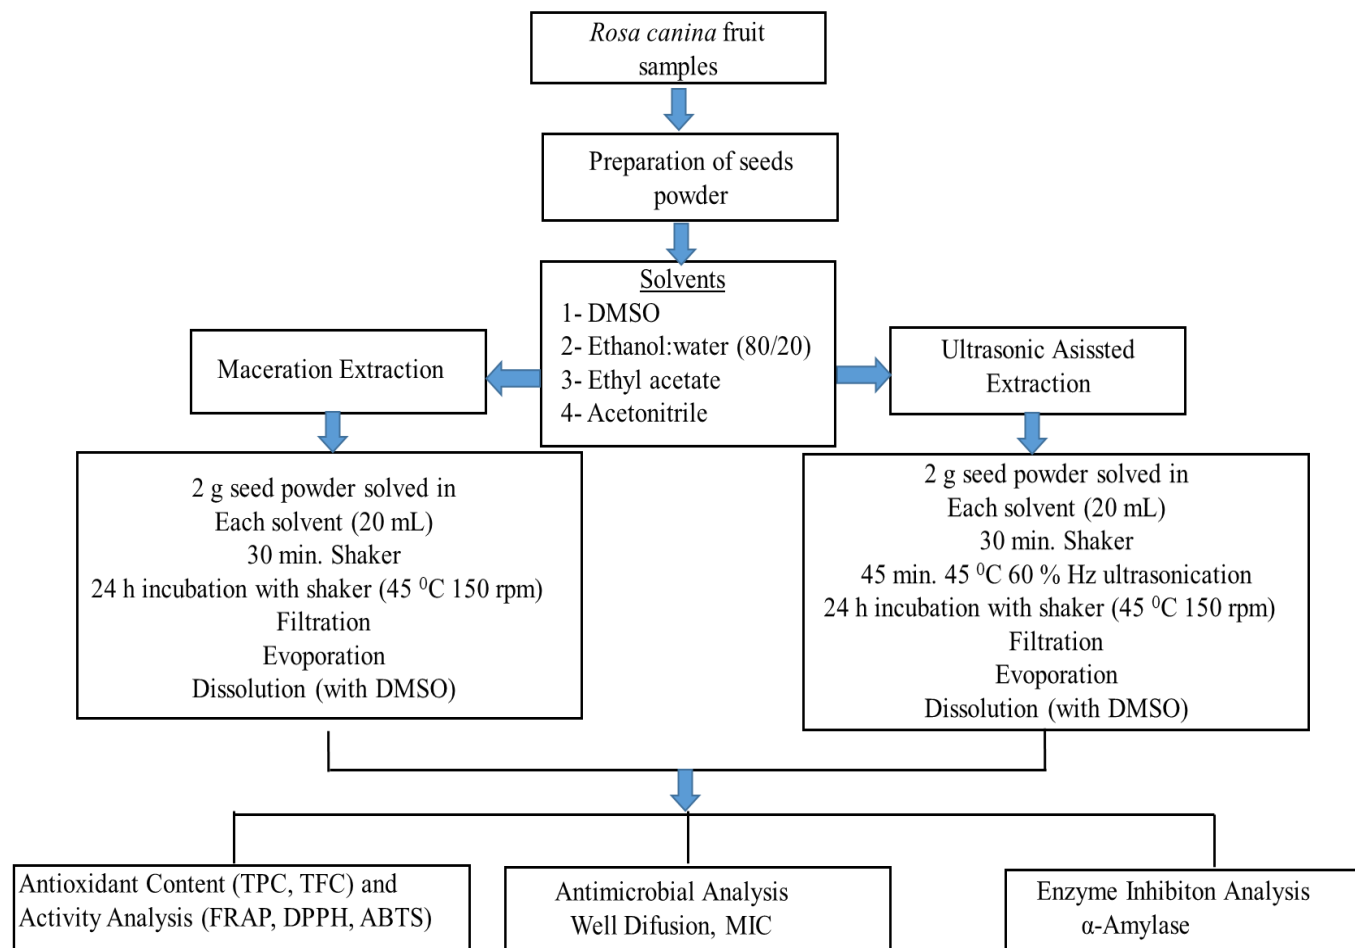 Rosa canina fruit
samples
Preparation of seeds
powder
Solvents
1- DMSO
2- Ethanol:water (80/20)
3- Ethyl acetate
4- Acetonitrile
Maceration Extraction
Ultrasonic Asissted
Extraction
2 g seed powder solved in
Each solvent (20 mL)
30 min. Shaker
24 h incubation with shaker (45 ⁰C 150 rpm)
Filtration
Evoporation
Dissolution (with DMSO)
2 g seed powder solved in
Each solvent (20 mL)
30 min. Shaker
45 min. 45 ⁰C 60 % Hz ultrasonication
24 h incubation with shaker (45 ⁰C 150 rpm)
Filtration
Evoporation
Dissolution (with DMSO)
Antioxidant Content (TPC, TFC) and
Activity Analysis (FRAP, DPPH, ABTS)
Antimicrobial Analysis
Well Difusion, MIC
Enzyme Inhibiton Analysis
α-Amylase